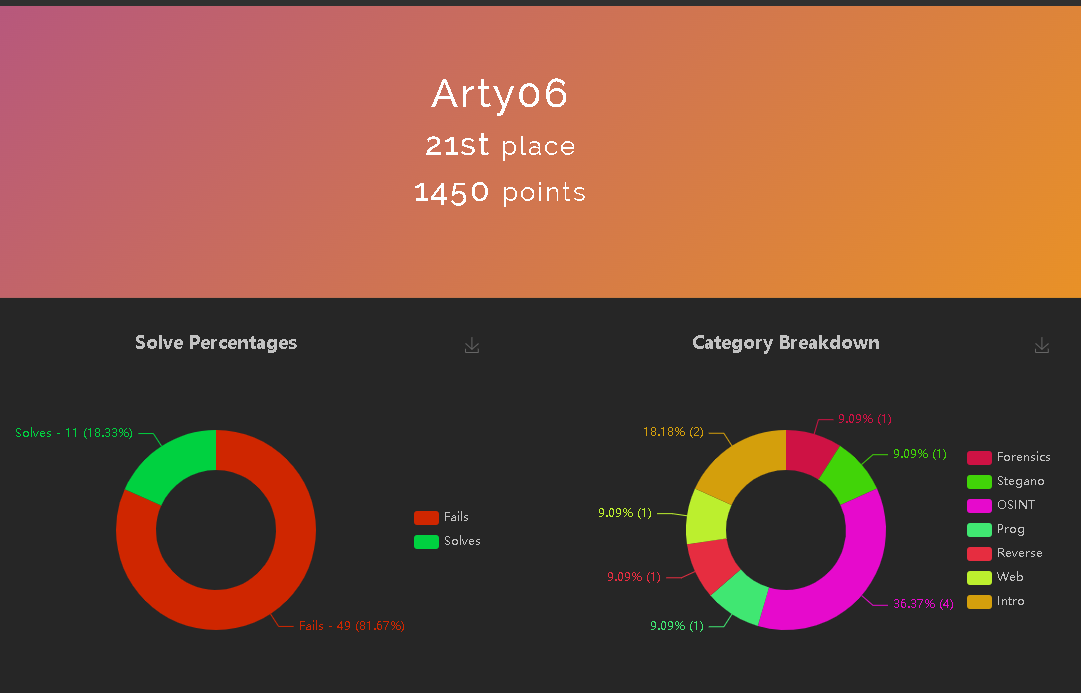 Arty06
21st place
1450 points
Solve Percentages
Solves - 11 (18.33%)
Fails
Solves
Fails - 49 (81.67%)
Category Breakdown
9.09% (1)
18.18% (2)
9.09% (1)
9.09% (1)
9.09% (1)
36.37% (4)
9.09% (1)
Forensics
Stegano
OSINT
Prog
Reverse
Web
Intro